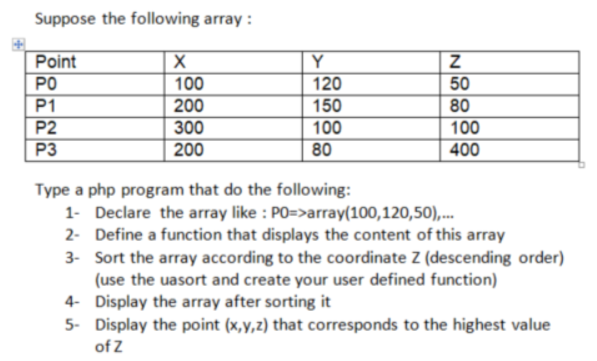 Suppose the following array :
Point X Y Z
P0 100 120 50
P1 200 150 80
P2 300 100 100
P3 200 80 400
Type a php program that do the following:
1- Declare the array like : P0=>array(100,120,50),...
2- Define a function that displays the content of this array
3- Sort the array according to the coordinate Z (descending order)
(use the uasort and create your user defined function)
4- Display the array after sorting it
5- Display the point (x,y,z) that corresponds to the highest value
of Z